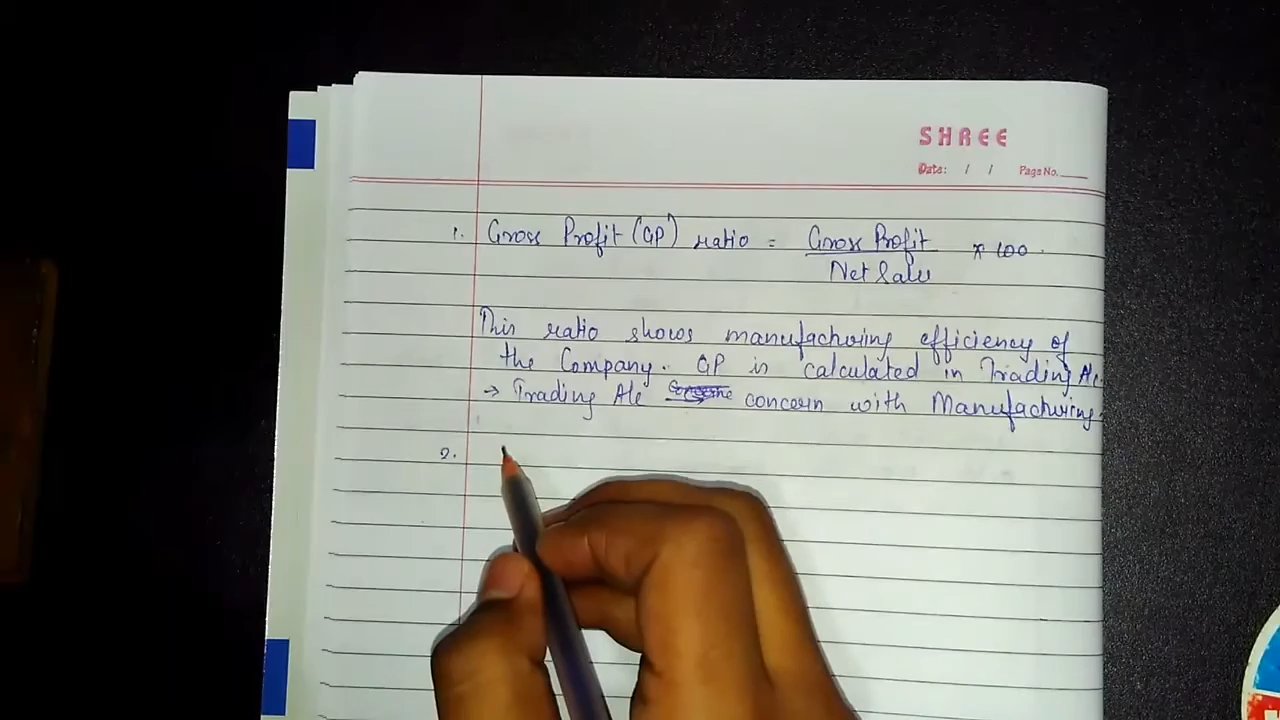 SHREE
Date: / / Page No.
1. Gross Profit (GP) ratio = Gross Profit × 100.
Net Sales
This ratio shows manufacturing efficiency of
the Company. GP is calculated in Trading A/c.
→ Trading A/c concern with Manufacturing.
2.